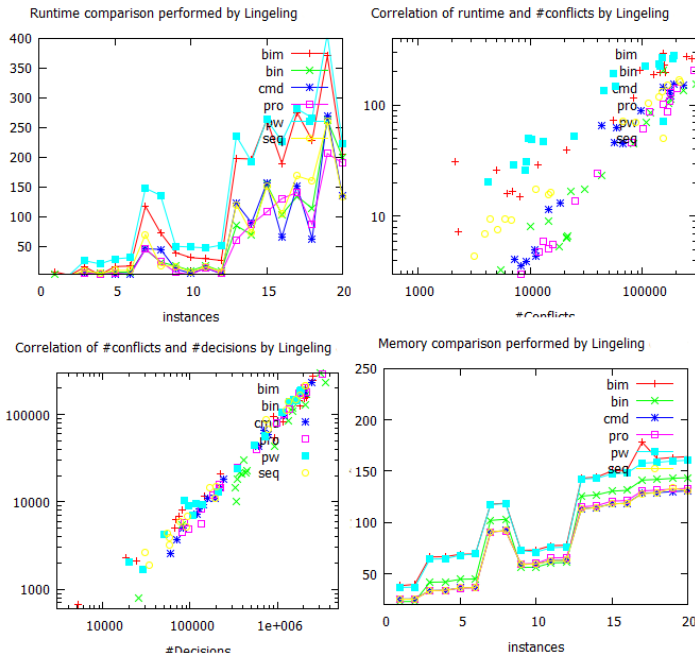 Runtime comparison performed by Lingeling
400
350
300
250
200
150
100
50
0
5
10
15
20
instances
bim
bin
cmd
pro
pw
seq
Correlation of runtime and #conflicts by Lingeling
100
10
1000
10000
100000
#Conflicts
bim
bin
cmd
pro
pw
seq
Correlation of #conflicts and #decisions by Lingeling
100000
10000
1000
10000
100000
1e+006
#Decisions
bim
bin
cmd
pro
pw
seq
Memory comparison performed by Lingeling
250
200
150
100
50
0
5
10
15
20
instances
bim
bin
cmd
pro
pw
seq